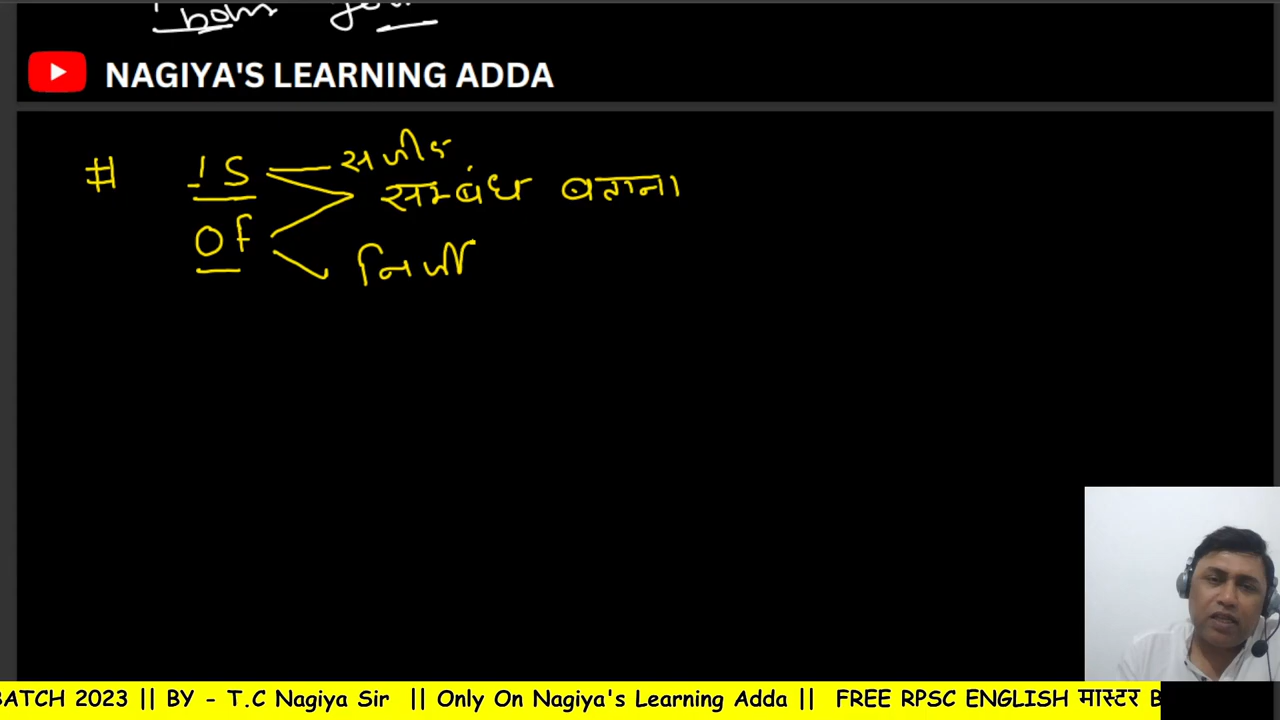 NAGIYA'S LEARNING ADDA
# 's सजीव
सम्बंध बताना
of
निर्जी
BATCH 2023 || BY - T.C Nagiya Sir || Only On Nagiya's Learning Adda || FREE RPSC ENGLISH मास्टर B